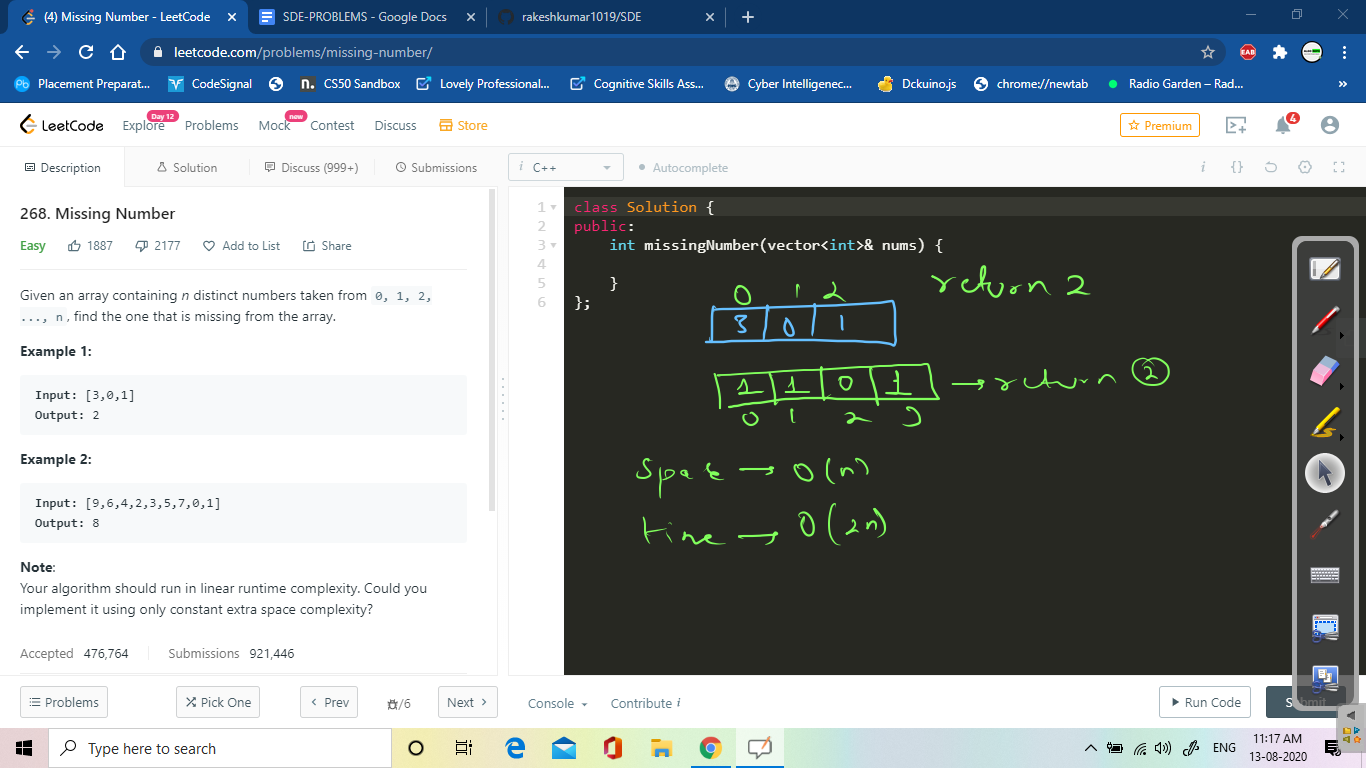 (4) Missing Number - LeetCode
SDE-PROBLEMS - Google Docs
rakeshkumar1019/SDE
leetcode.com/problems/missing-number/
EAB
Pb Placement Preparat...
CodeSignal
n. CS50 Sandbox
Lovely Professional...
Cognitive Skills Ass...
Cyber Intelligenec...
Dckuino.js
chrome://newtab
Radio Garden – Rad...
»
LeetCode
Explore Day 12
Problems
Mock new
Contest
Discuss
Store
Premium
4
Description
Solution
Discuss (999+)
Submissions
i C++
Autocomplete
i {}
268. Missing Number
Easy 1887 2177 Add to List Share
Given an array containing n distinct numbers taken from 0, 1, 2,
..., n, find the one that is missing from the array.
Example 1:
Input: [3,0,1]
Output: 2
Example 2:
Input: [9,6,4,2,3,5,7,0,1]
Output: 8
Note:
Your algorithm should run in linear runtime complexity. Could you
implement it using only constant extra space complexity?
Accepted 476,764 Submissions 921,446
1 class Solution {
2 public:
3 int missingNumber(vector<int>& nums) {
4
5 }
6 };
0 1 2 return 2
3 0 1
1 1 0 1 → return 2
0 1 2 3
Space → O(n)
time → O(2n)
Problems
Pick One
< Prev
/6
Next >
Console
Contribute i
Run Code
Submit
Type here to search
ENG
11:17 AM
13-08-2020